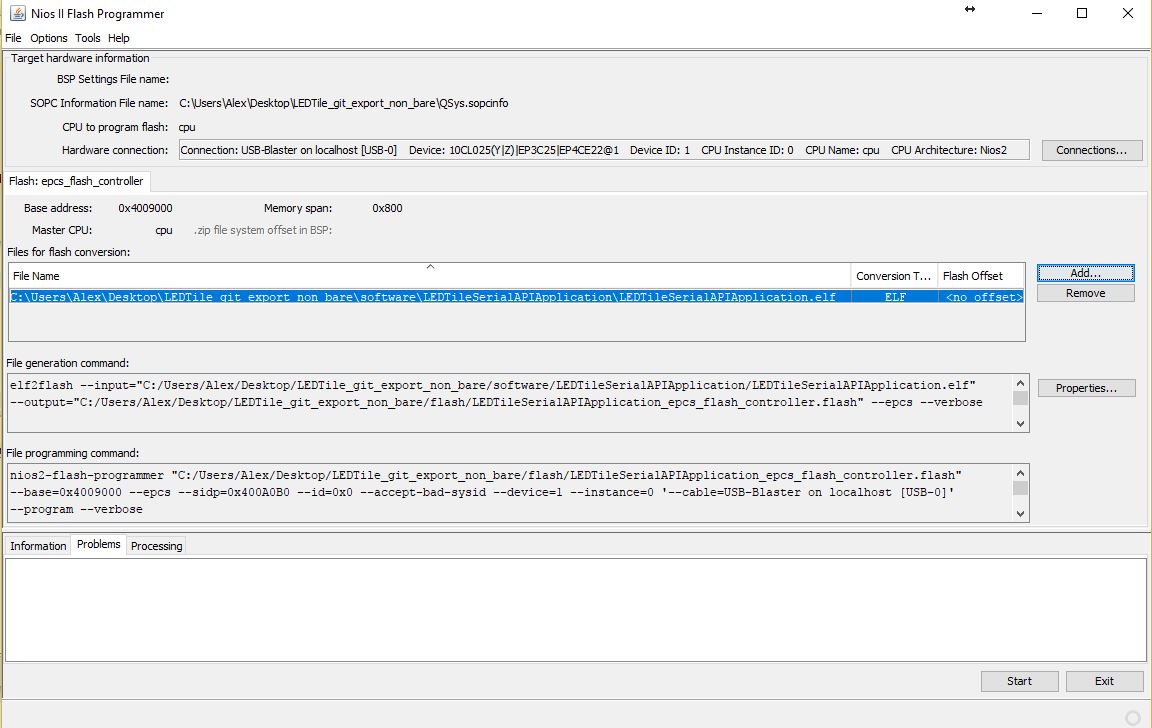 Nios II Flash Programmer
File Options Tools Help
Target hardware information
BSP Settings File name:
SOPC Information File name: C:\Users\Alex\Desktop\LEDTile_git_export_non_bare\QSys.sopcinfo
CPU to program flash: cpu
Hardware connection: Connection: USB-Blaster on localhost [USB-0] Device: 10CL025(Y|Z)|EP3C25|EP4CE22@1 Device ID: 1 CPU Instance ID: 0 CPU Name: cpu CPU Architecture: Nios2 Connections...
Flash: epcs_flash_controller
Base address: 0x4009000 Memory span: 0x800
Master CPU: cpu .zip file system offset in BSP:
Files for flash conversion:
File Name Conversion T... Flash Offset Add...
C:\Users\Alex\Desktop\LEDTile_git_export_non_bare\software\LEDTileSerialAPIApplication\LEDTileSerialAPIApplication.elf ELF <no offset> Remove
File generation command:
elf2flash --input="C:/Users/Alex/Desktop/LEDTile_git_export_non_bare/software/LEDTileSerialAPIApplication/LEDTileSerialAPIApplication.elf" Properties...
--output="C:/Users/Alex/Desktop/LEDTile_git_export_non_bare/flash/LEDTileSerialAPIApplication_epcs_flash_controller.flash" --epcs --verbose
File programming command:
nios2-flash-programmer "C:/Users/Alex/Desktop/LEDTile_git_export_non_bare/flash/LEDTileSerialAPIApplication_epcs_flash_controller.flash"
--base=0x4009000 --epcs --sidp=0x400A0B0 --id=0x0 --accept-bad-sysid --device=1 --instance=0 '--cable=USB-Blaster on localhost [USB-0]'
--program --verbose
Information Problems Processing
Start Exit